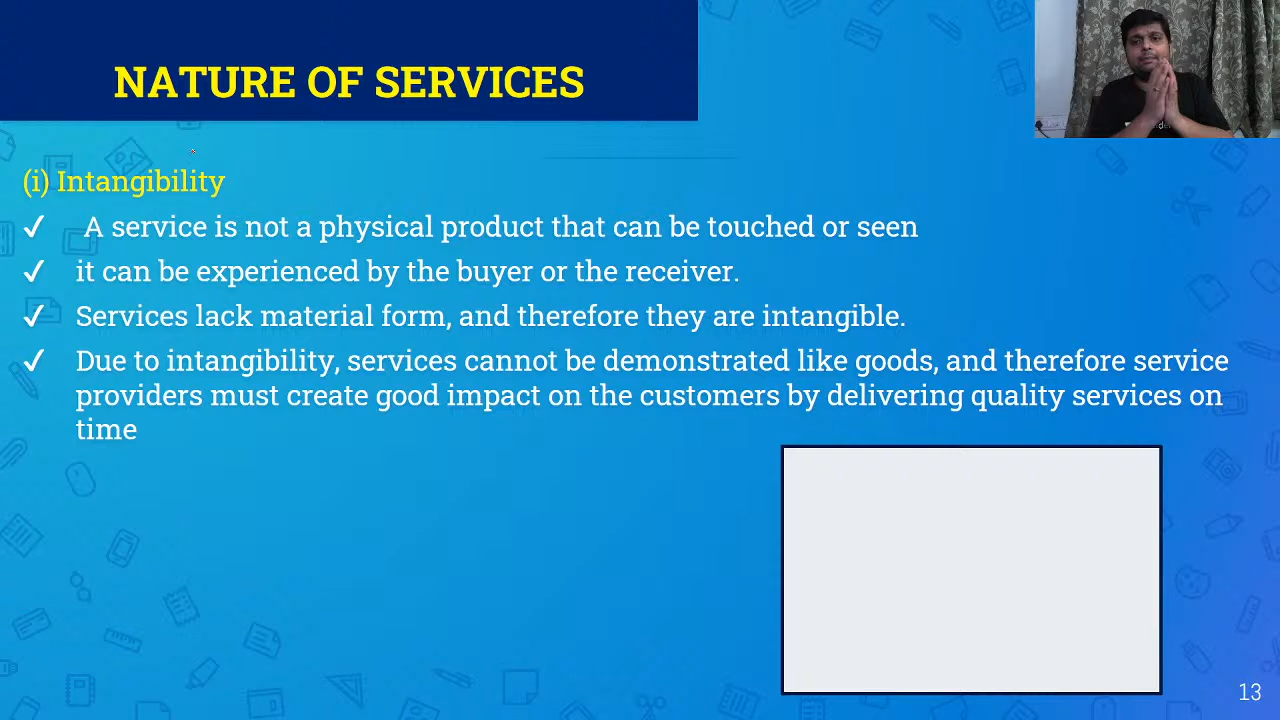 NATURE OF SERVICES
(i) Intangibility
✓ A service is not a physical product that can be touched or seen
✓ it can be experienced by the buyer or the receiver.
✓ Services lack material form, and therefore they are intangible.
✓ Due to intangibility, services cannot be demonstrated like goods, and therefore service
providers must create good impact on the customers by delivering quality services on
time
13